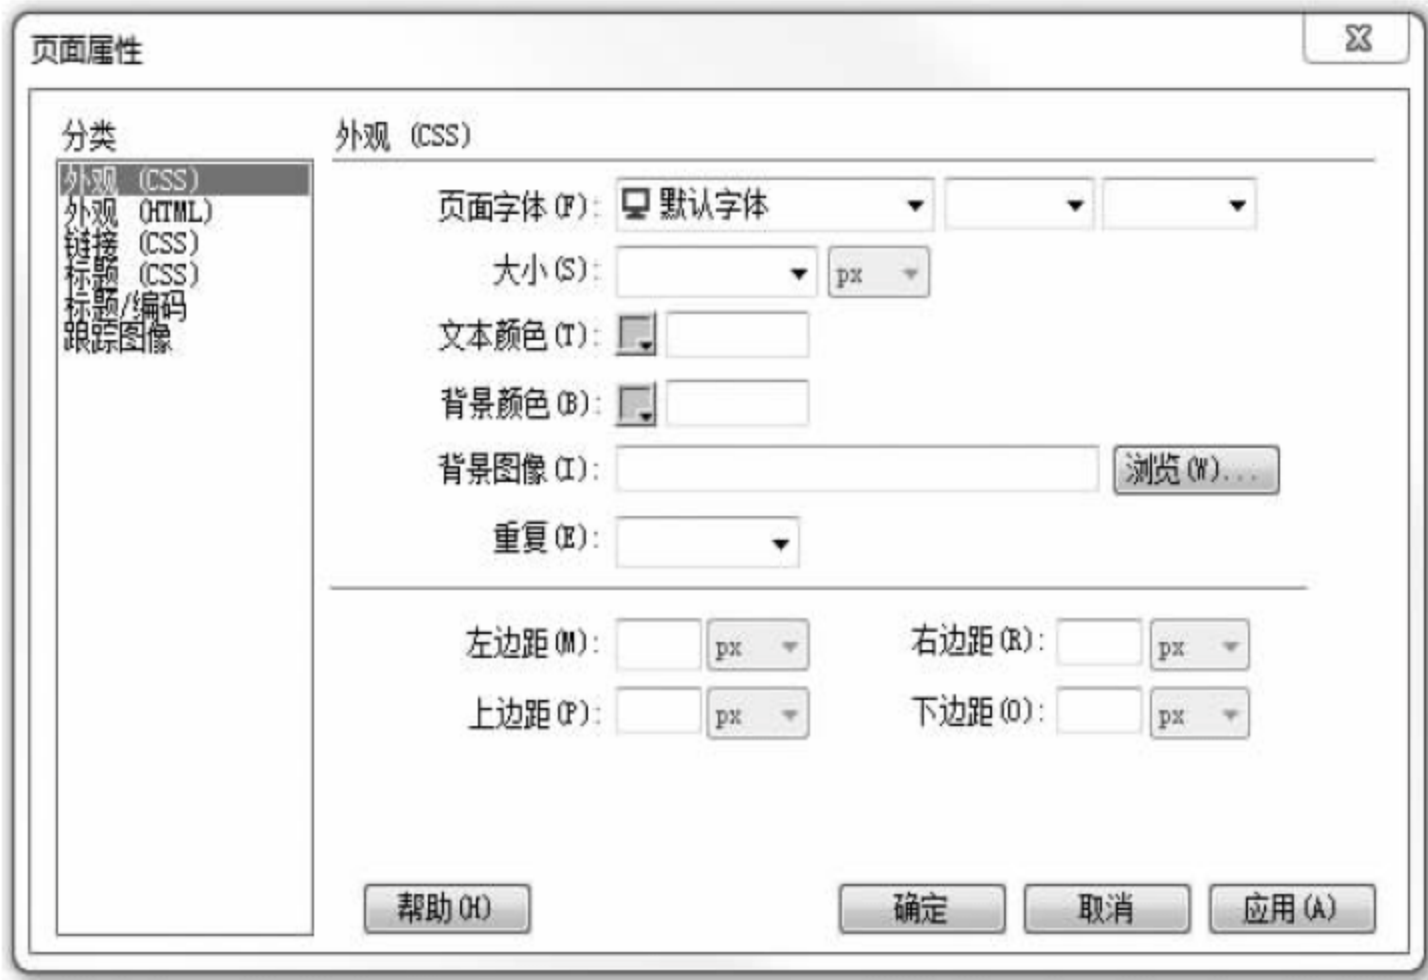 页面属性
分类
外观 (CSS)
外观 (HTML)
链接 (CSS)
标题 (CSS)
标题/编码
跟踪图像
外观 (CSS)
页面字体(F): 默认字体
大小(S): px
文本颜色(T):
背景颜色(B):
背景图像(I): 浏览(W)...
重复(E):
左边距(M): px 右边距(R): px
上边距(P): px 下边距(O): px
帮助(H) 确定 取消 应用(A)